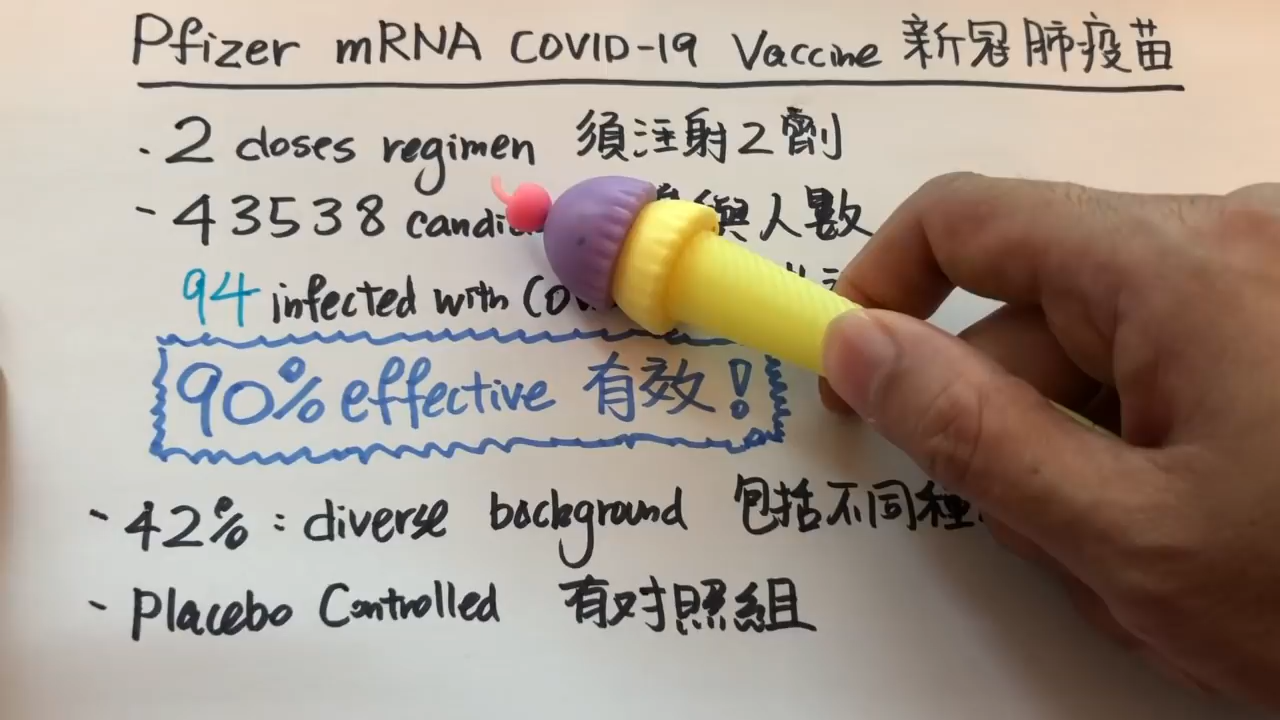 Pfizer mRNA COVID-19 Vaccine 新冠肺疫苗
. 2 doses regimen 須注射2劑
- 43538 與人數
94 infected with
90% effective 有效!
- 42% : diverse background 包括不同種
- Placebo Controlled 有对照組